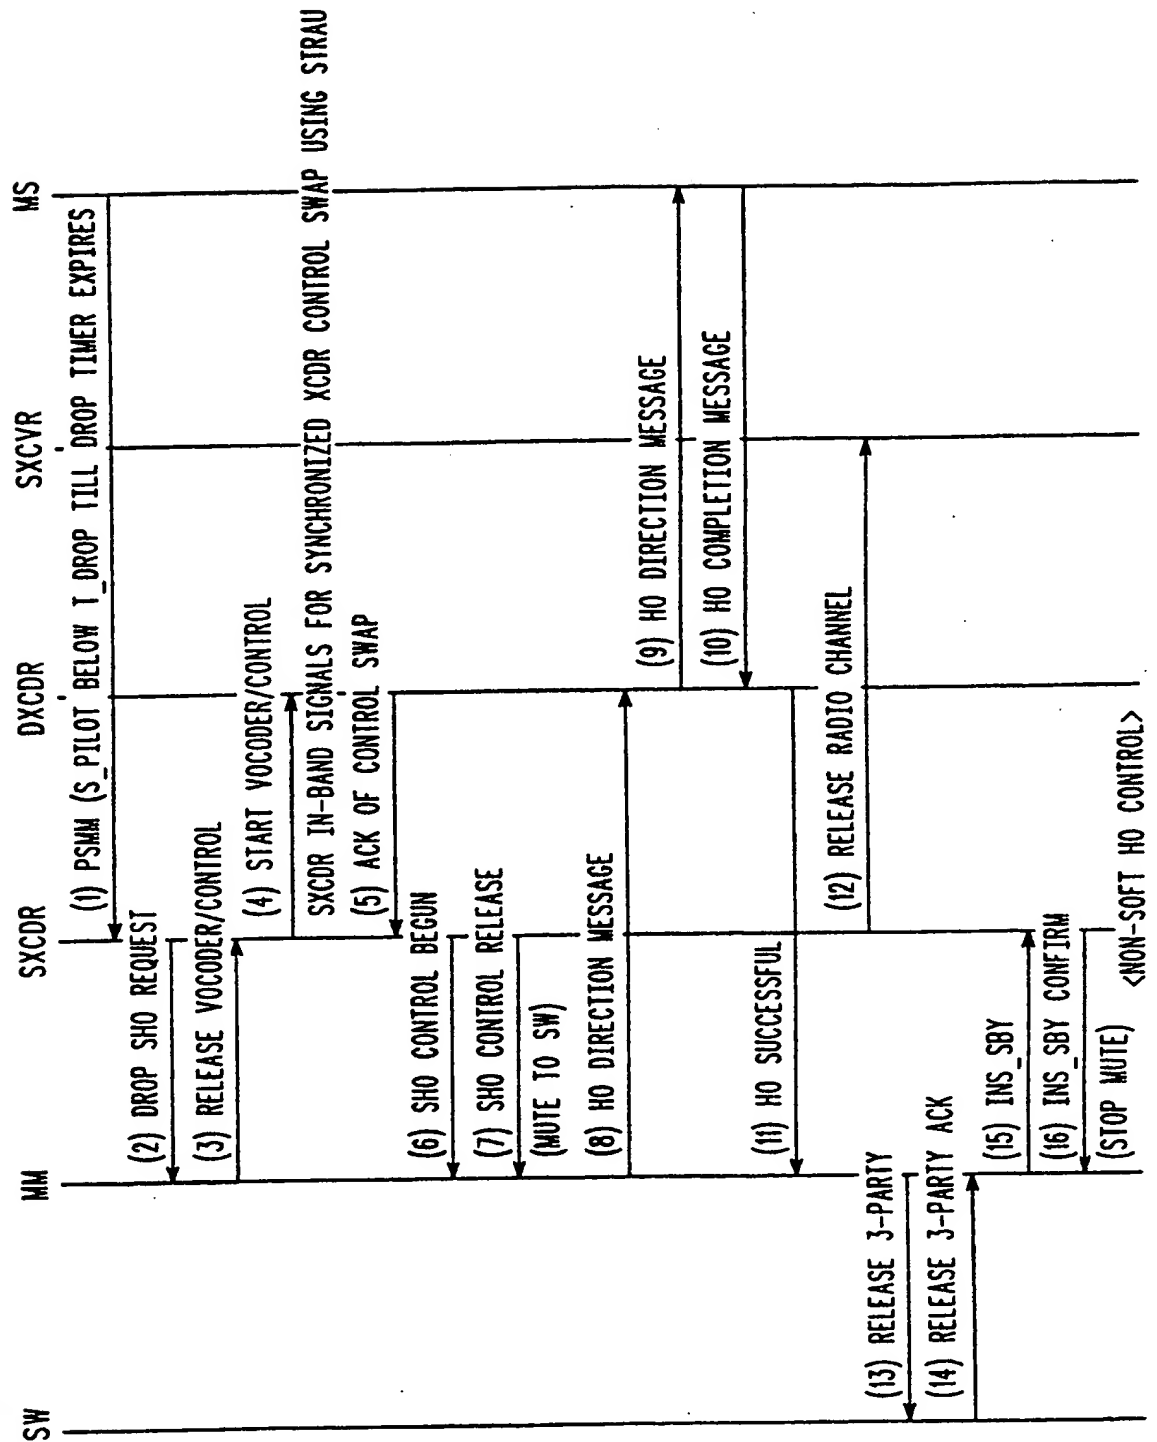 SW
MM
SXCDR
DXCDR
SXCVR
MS
(1) PSMM (S_PILOT BELOW T_DROP TILL DROP TIMER EXPIRES
(2) DROP SHO REQUEST
(3) RELEASE VOCODER/CONTROL
(4) START VOCODER/CONTROL
SXCDR IN-BAND SIGNALS FOR SYNCHRONIZED XCDR CONTROL SWAP USING STRAU
(5) ACK OF CONTROL SWAP
(6) SHO CONTROL BEGUN
(7) SHO CONTROL RELEASE
(MUTE TO SW)
(8) HO DIRECTION MESSAGE
(9) HO DIRECTION MESSAGE
(10) HO COMPLETION MESSAGE
(11) HO SUCCESSFUL
(12) RELEASE RADIO CHANNEL
(13) RELEASE 3-PARTY
(14) RELEASE 3-PARTY ACK
(15) INS_SBY
(16) INS_SBY CONFIRM
(STOP MUTE)
<NON-SOFT HO CONTROL>